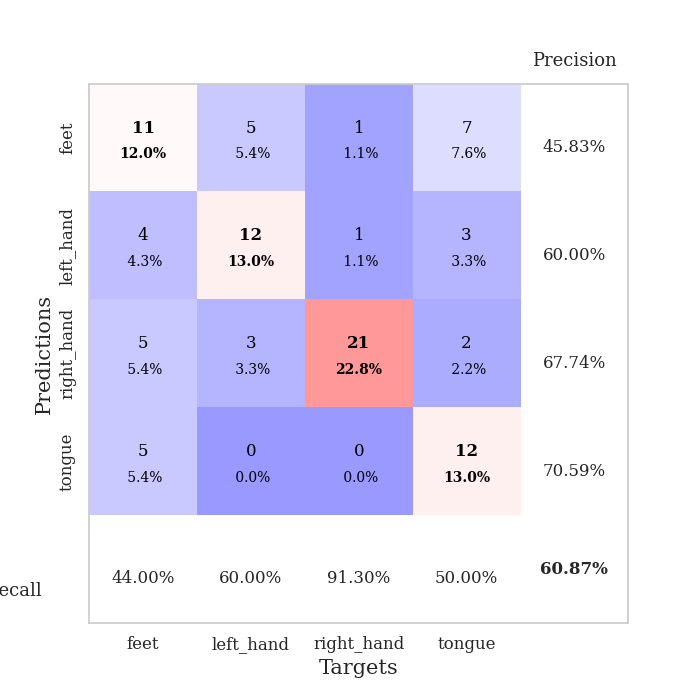 Precision
feet
11 5 1 7
12.0% 5.4% 1.1% 7.6%
45.83%
left_hand
4 12 1 3
4.3% 13.0% 1.1% 3.3%
60.00%
Predictions
right_hand
5 3 21 2
5.4% 3.3% 22.8% 2.2%
67.74%
tongue
5 0 0 12
5.4% 0.0% 0.0% 13.0%
70.59%
ecall
44.00% 60.00% 91.30% 50.00% 60.87%
feet left_hand right_hand tongue
Targets